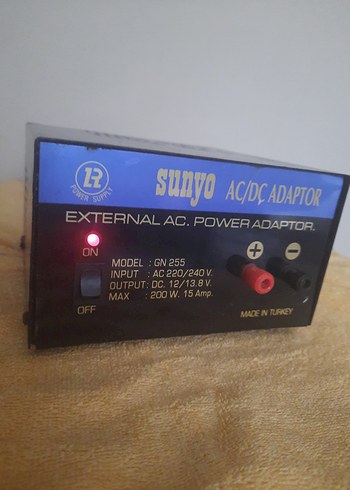 LR
POWER SUPPLY
sunyo AC/DC ADAPTOR
EXTERNAL AC. POWER ADAPTOR.
ON
OFF
MODEL : GN 255
INPUT : AC 220/240 V.
OUTPUT : DC. 12/13.8 V.
MAX : 200 W. 15 Amp.
+ −
MADE IN TURKEY